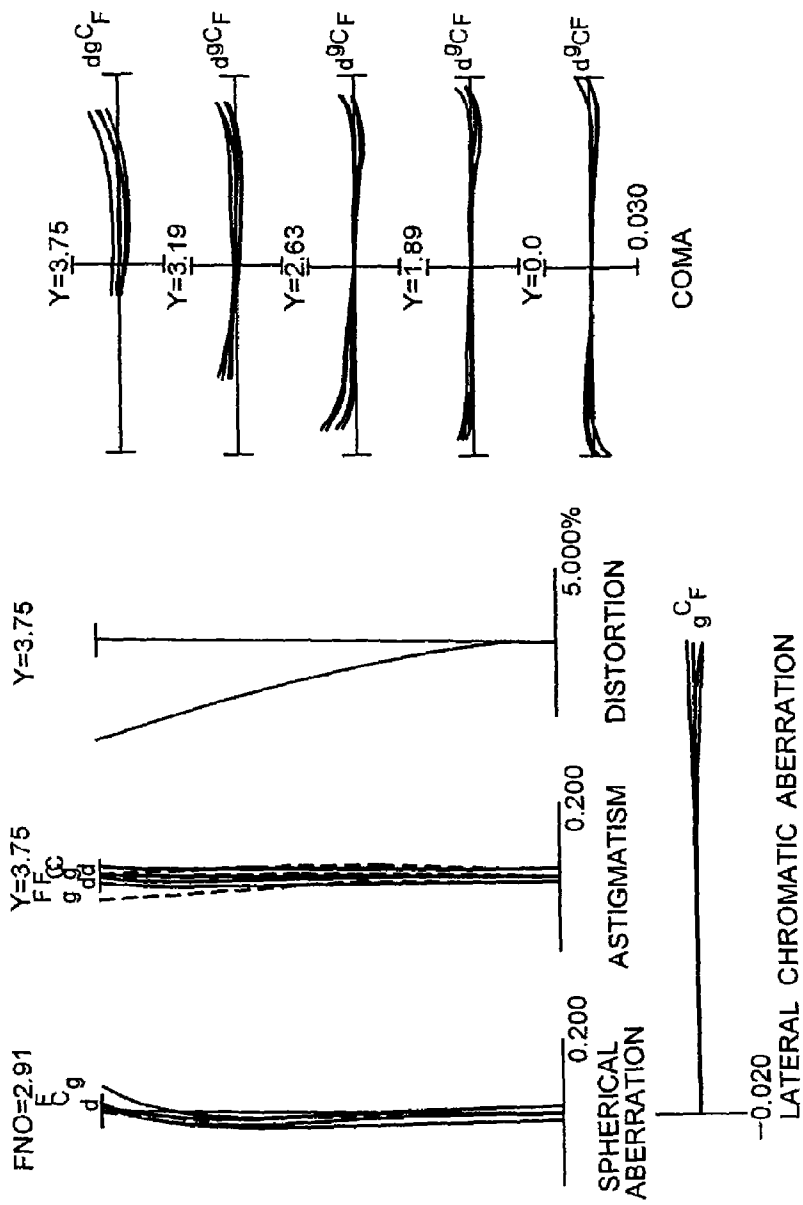 FNO=2.91
F
C
g
d
0.200
SPHERICAL
ABERRATION
Y=3.75
F F C
g dd
0.200
ASTIGMATISM
Y=3.75
5.000%
DISTORTION
Y=3.75
dgCF
Y=3.19
dgCF
Y=2.63
dgCF
Y=1.89
dgCF
Y=0.0
dgCF
0.030
COMA
gCF
-0.020
LATERAL CHROMATIC ABERRATION